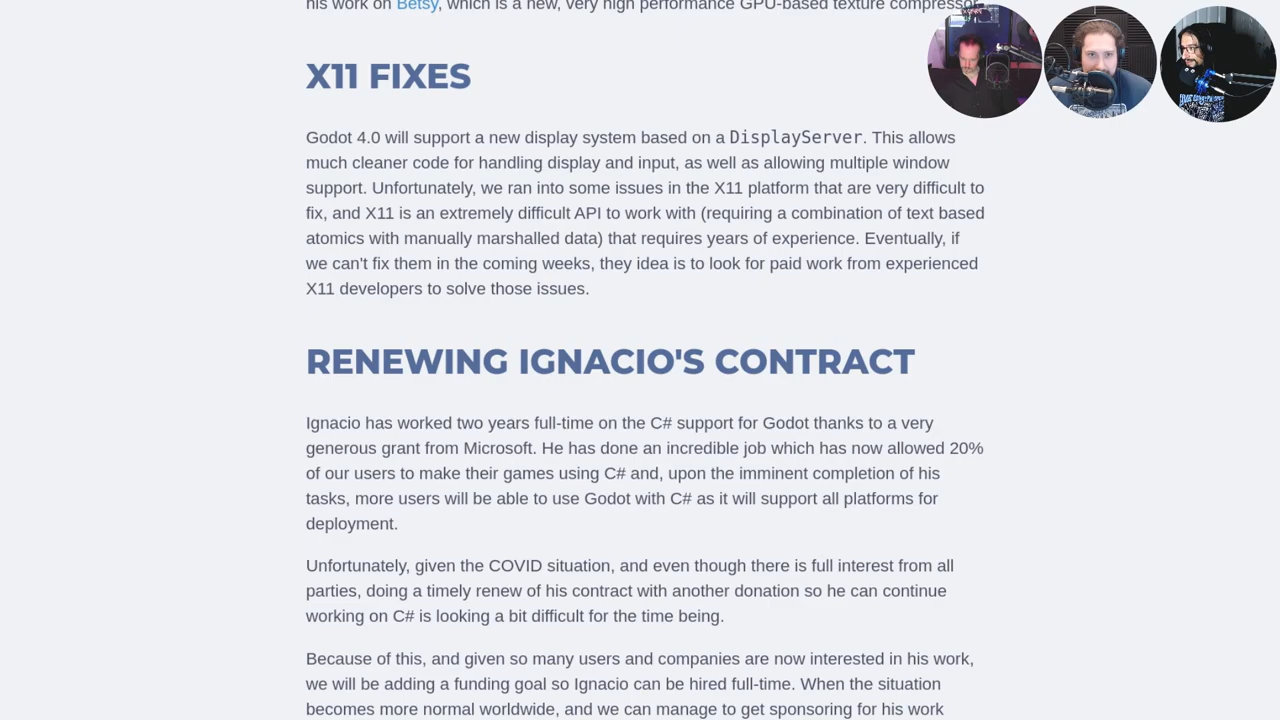 his work on Betsy, which is a new, very high performance GPU-based texture compressor.
X11 FIXES
Godot 4.0 will support a new display system based on a DisplayServer. This allows
much cleaner code for handling display and input, as well as allowing multiple window
support. Unfortunately, we ran into some issues in the X11 platform that are very difficult to
fix, and X11 is an extremely difficult API to work with (requiring a combination of text based
atomics with manually marshalled data) that requires years of experience. Eventually, if
we can't fix them in the coming weeks, they idea is to look for paid work from experienced
X11 developers to solve those issues.
RENEWING IGNACIO'S CONTRACT
Ignacio has worked two years full-time on the C# support for Godot thanks to a very
generous grant from Microsoft. He has done an incredible job which has now allowed 20%
of our users to make their games using C# and, upon the imminent completion of his
tasks, more users will be able to use Godot with C# as it will support all platforms for
deployment.
Unfortunately, given the COVID situation, and even though there is full interest from all
parties, doing a timely renew of his contract with another donation so he can continue
working on C# is looking a bit difficult for the time being.
Because of this, and given so many users and companies are now interested in his work,
we will be adding a funding goal so Ignacio can be hired full-time. When the situation
becomes more normal worldwide, and we can manage to get sponsoring for his work